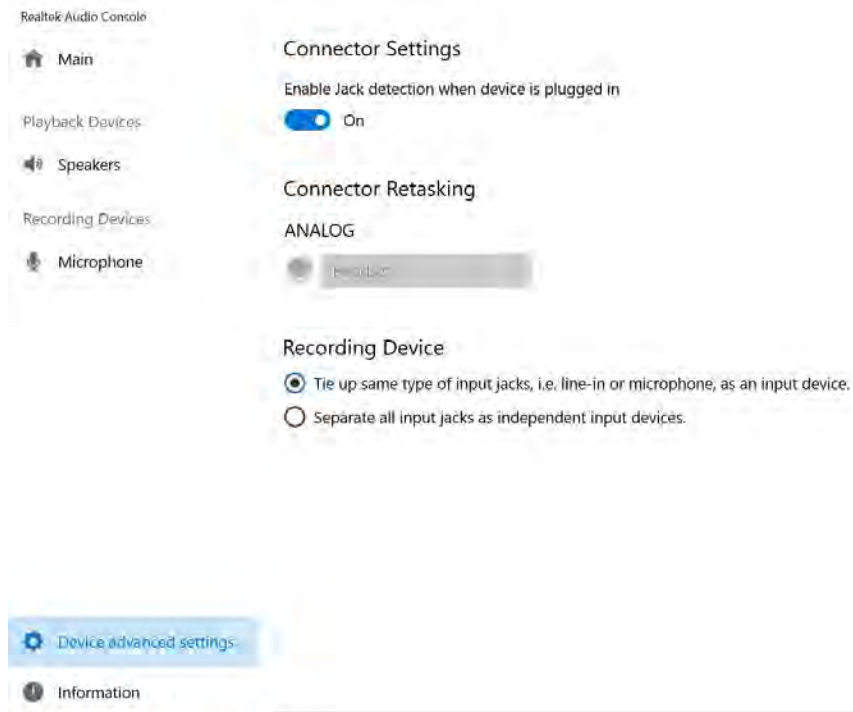 Realtek Audio Console
Main
Playback Devices
Speakers
Recording Devices
Microphone
Device advanced settings
Information
Connector Settings
Enable Jack detection when device is plugged in
On
Connector Retasking
ANALOG
Recording Device
Tie up same type of input jacks, i.e. line-in or microphone, as an input device.
Separate all input jacks as independent input devices.